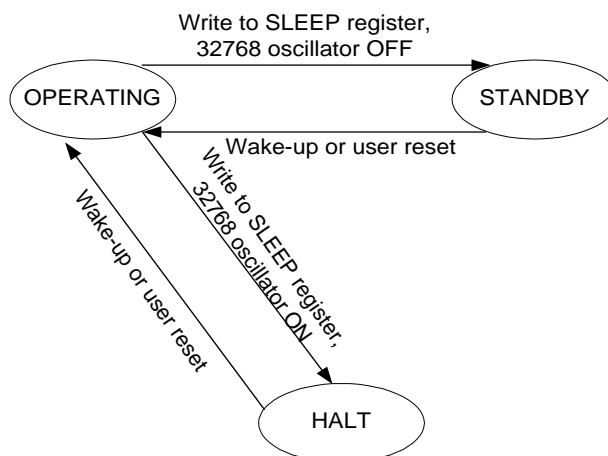 Write to SLEEP register,
32768 oscillator OFF
OPERATING
STANDBY
Wake-up or user reset
Write to SLEEP register,
32768 oscillator ON
Wake-up or user reset
HALT